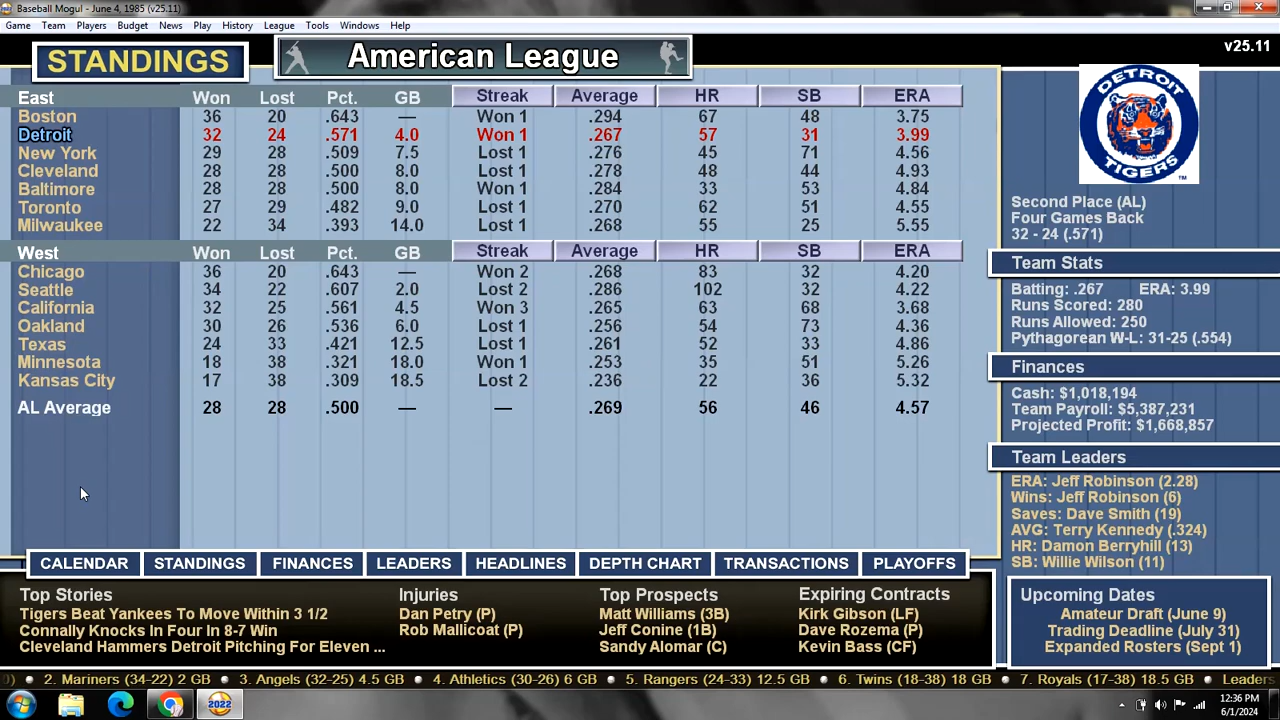 Baseball Mogul - June 4, 1985 (v25.11)
Game Team Players Budget News Play History League Tools Windows Help
STANDINGS American League v25.11
East Won Lost Pct. GB Streak Average HR SB ERA
Boston 36 20 .643 — Won 1 .294 67 48 3.75
Detroit 32 24 .571 4.0 Won 1 .267 57 31 3.99
New York 29 28 .509 7.5 Lost 1 .276 45 71 4.56
Cleveland 28 28 .500 8.0 Lost 1 .278 48 44 4.93
Baltimore 28 28 .500 8.0 Won 1 .284 33 53 4.84
Toronto 27 29 .482 9.0 Lost 1 .270 62 51 4.55
Milwaukee 22 34 .393 14.0 Lost 1 .268 55 25 5.55
West Won Lost Pct. GB Streak Average HR SB ERA
Chicago 36 20 .643 — Won 2 .268 83 32 4.20
Seattle 34 22 .607 2.0 Lost 2 .286 102 32 4.22
California 32 25 .561 4.5 Won 3 .265 63 68 3.68
Oakland 30 26 .536 6.0 Lost 1 .256 54 73 4.36
Texas 24 33 .421 12.5 Lost 1 .261 52 33 4.86
Minnesota 18 38 .321 18.0 Won 1 .253 35 51 5.26
Kansas City 17 38 .309 18.5 Lost 2 .236 22 36 5.32
AL Average 28 28 .500 — — .269 56 46 4.57
DETROIT
TIGERS
TM
Second Place (AL)
Four Games Back
32 - 24 (.571)
Team Stats
Batting: .267 ERA: 3.99
Runs Scored: 280
Runs Allowed: 250
Pythagorean W-L: 31-25 (.554)
Finances
Cash: $1,018,194
Team Payroll: $5,387,231
Projected Profit: $1,668,857
Team Leaders
ERA: Jeff Robinson (2.28)
Wins: Jeff Robinson (6)
Saves: Dave Smith (19)
AVG: Terry Kennedy (.324)
HR: Damon Berryhill (13)
SB: Willie Wilson (11)
CALENDAR STANDINGS FINANCES LEADERS HEADLINES DEPTH CHART TRANSACTIONS PLAYOFFS
Top Stories
Tigers Beat Yankees To Move Within 3 1/2
Connally Knocks In Four In 8-7 Win
Cleveland Hammers Detroit Pitching For Eleven ...
Injuries
Dan Petry (P)
Rob Mallicoat (P)
Top Prospects
Matt Williams (3B)
Jeff Conine (1B)
Sandy Alomar (C)
Expiring Contracts
Kirk Gibson (LF)
Dave Rozema (P)
Kevin Bass (CF)
Upcoming Dates
Amateur Draft (June 9)
Trading Deadline (July 31)
Expanded Rosters (Sept 1)
0) • 2. Mariners (34-22) 2 GB • 3. Angels (32-25) 4.5 GB • 4. Athletics (30-26) 6 GB • 5. Rangers (24-33) 12.5 GB • 6. Twins (18-38) 18 GB • 7. Royals (17-38) 18.5 GB • Leaders
2022
12:36 PM
6/1/2024